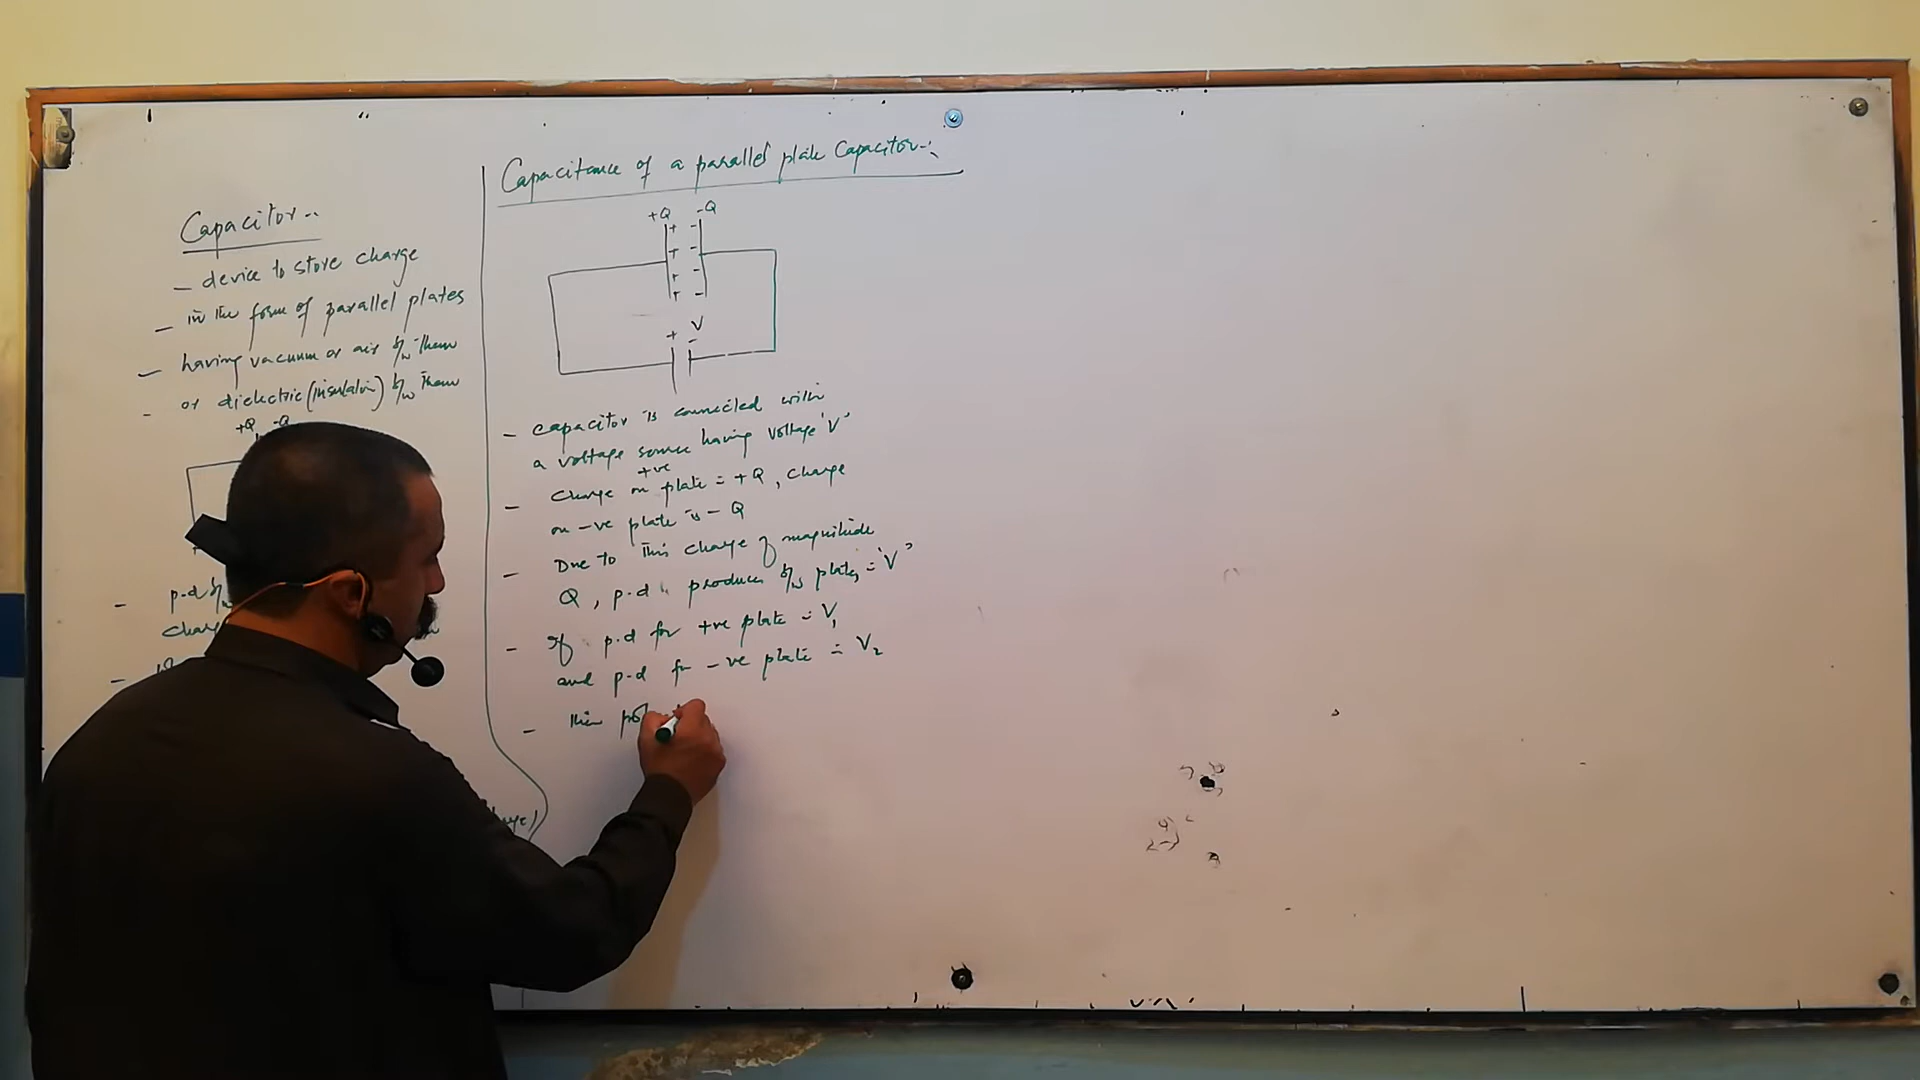 Capacitor:-
– device to store charge
– in the form of parallel plates
– having vacuum or air b/w them
- or dielectric (insulator) b/w them
+Q -Q
- p.d b/w
Capacitance of a parallel plate Capacitor:-
+Q -Q
+ -
+ -
+ -
+ -
V
+ -
– capacitor is connected with
a voltage source having voltage 'V'
+ve
– charge on plate = +Q, charge
on -ve plate is -Q
– Due to this charge of magnitude
Q, p.d is produces b/w plates = 'V'
– If p.d for +ve plate = V₁
and p.d for -ve plate = V₂
– then